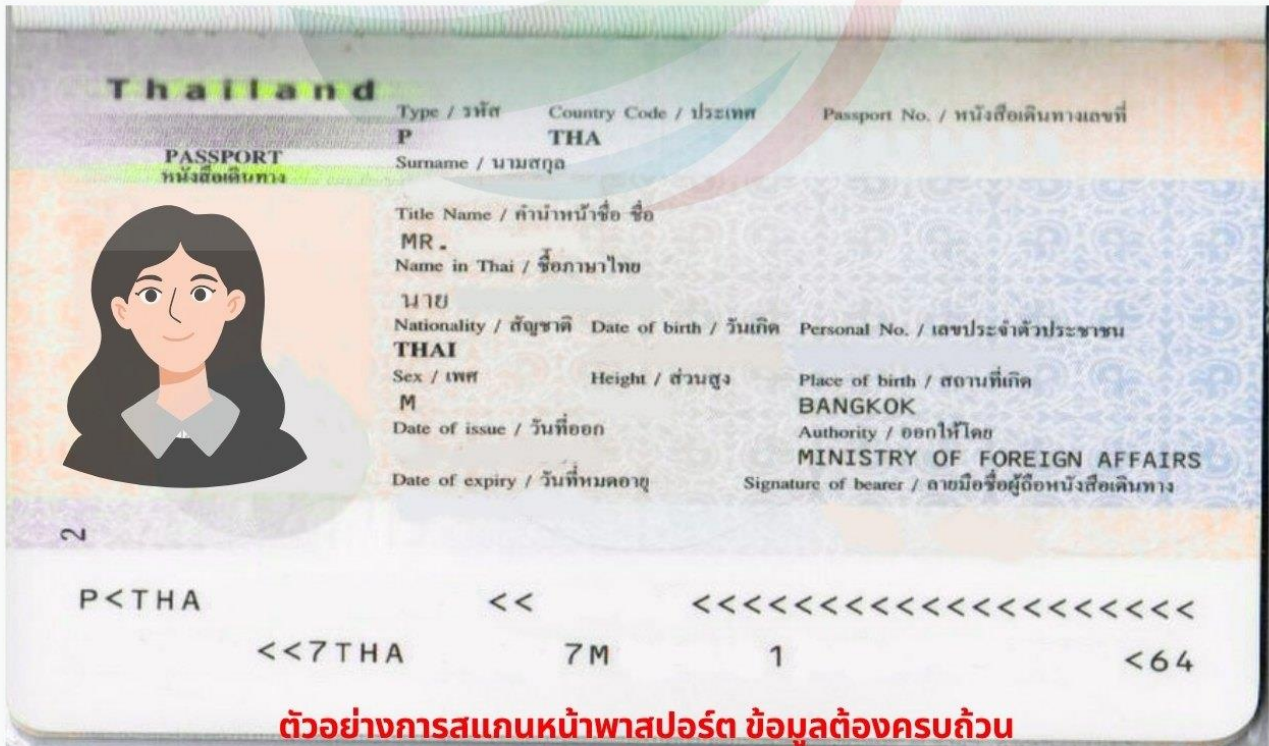 Thailand
Type / รหัส Country Code / ประเทศ Passport No. / หนังสือเดินทางเลขที่
P THA
PASSPORT
หนังสือเดินทาง
Surname / นามสกุล
Title Name / คำนำหน้าชื่อ ชื่อ
MR.
Name in Thai / ชื่อภาษาไทย
นาย
Nationality / สัญชาติ Date of birth / วันเกิด Personal No. / เลขประจำตัวประชาชน
THAI
Sex / เพศ Height / ส่วนสูง Place of birth / สถานที่เกิด
M BANGKOK
Date of issue / วันที่ออก Authority / ออกให้โดย
MINISTRY OF FOREIGN AFFAIRS
Date of expiry / วันที่หมดอายุ Signature of bearer / ลายมือชื่อผู้ถือหนังสือเดินทาง
2
P<THA << <<<<<<<<<<<<<<<<<<<<
<<7THA 7M 1 <64
ตัวอย่างการสแกนหน้าพาสปอร์ต ข้อมูลต้องครบถ้วน